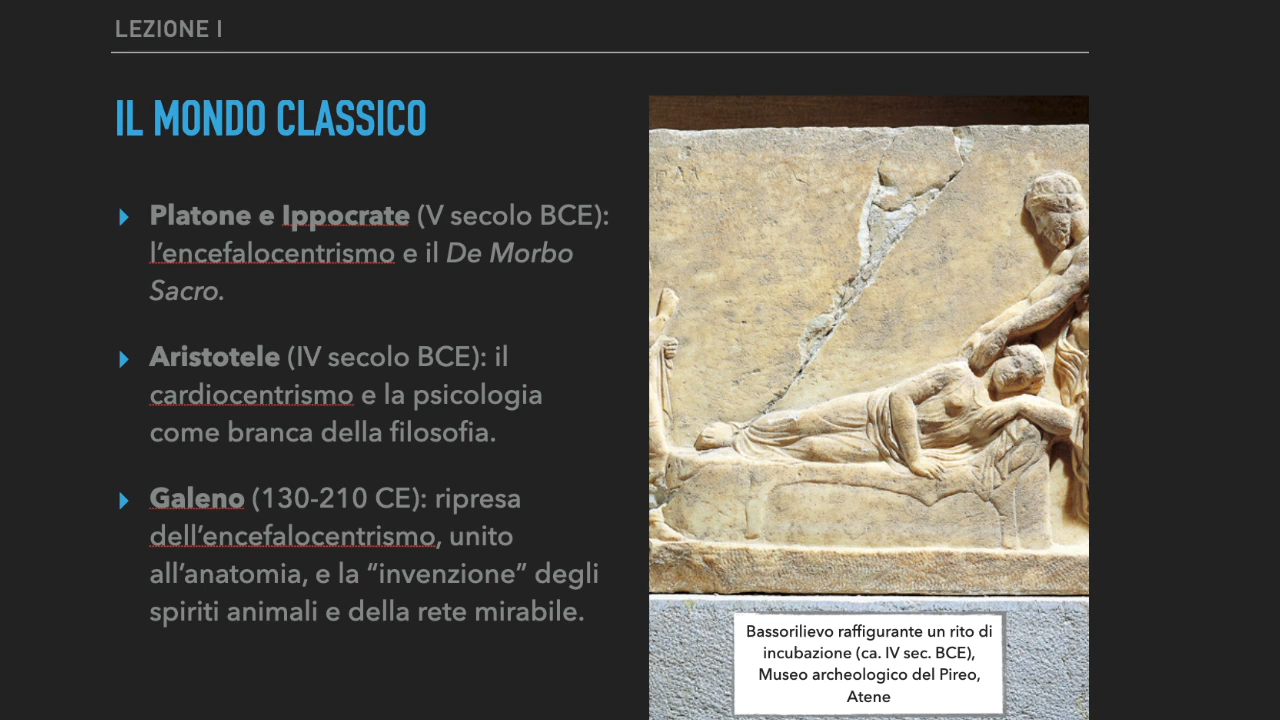 LEZIONE I
IL MONDO CLASSICO
Platone e Ippocrate (V secolo BCE):
l’encefalocentrismo e il De Morbo
Sacro.
Aristotele (IV secolo BCE): il
cardiocentrismo e la psicologia
come branca della filosofia.
Galeno (130-210 CE): ripresa
dell’encefalocentrismo, unito
all’anatomia, e la “invenzione” degli
spiriti animali e della rete mirabile.
Bassorilievo raffigurante un rito di
incubazione (ca. IV sec. BCE),
Museo archeologico del Pireo,
Atene